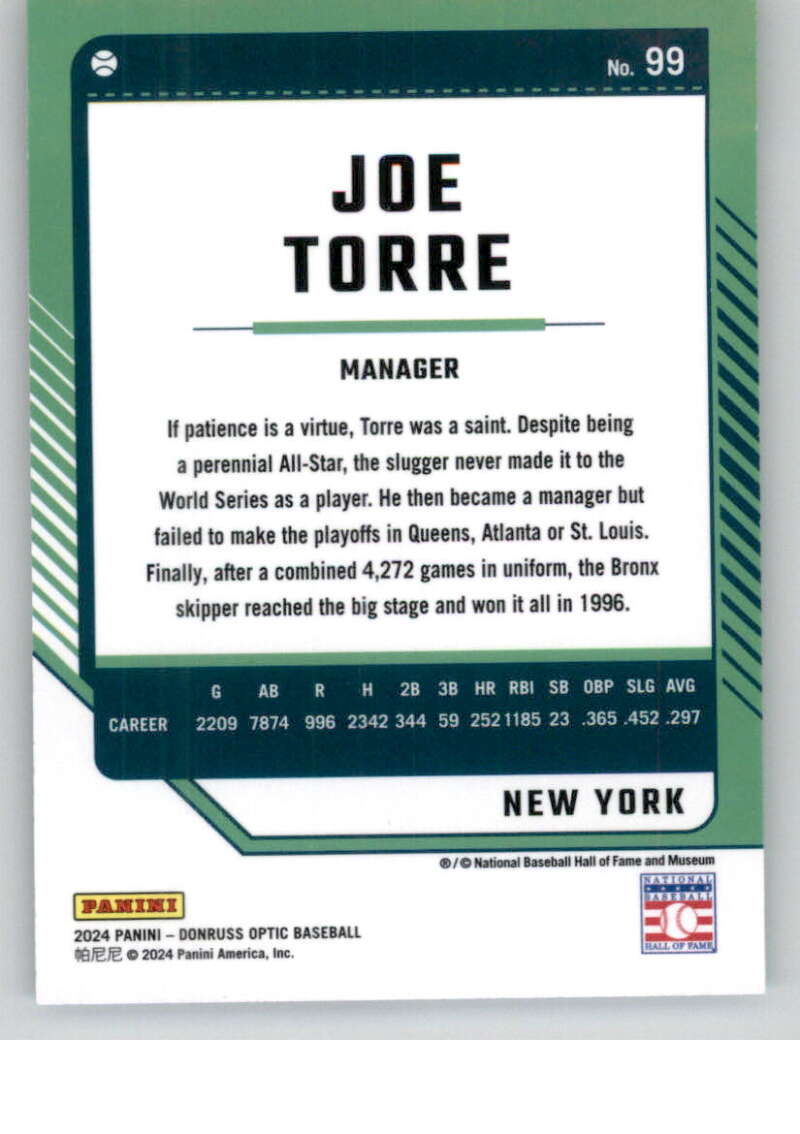 No. 99
JOE
TORRE
MANAGER
If patience is a virtue, Torre was a saint. Despite being
a perennial All-Star, the slugger never made it to the
World Series as a player. He then became a manager but
failed to make the playoffs in Queens, Atlanta or St. Louis.
Finally, after a combined 4,272 games in uniform, the Bronx
skipper reached the big stage and won it all in 1996.
G AB R H 2B 3B HR RBI SB OBP SLG AVG
CAREER 2209 7874 996 2342 344 59 252 1185 23 .365 .452 .297
NEW YORK
®/© National Baseball Hall of Fame and Museum
PANINI
2024 PANINI – DONRUSS OPTIC BASEBALL
帕尼尼 © 2024 Panini America, Inc.
NATIONAL
BASEBALL
HALL OF FAME